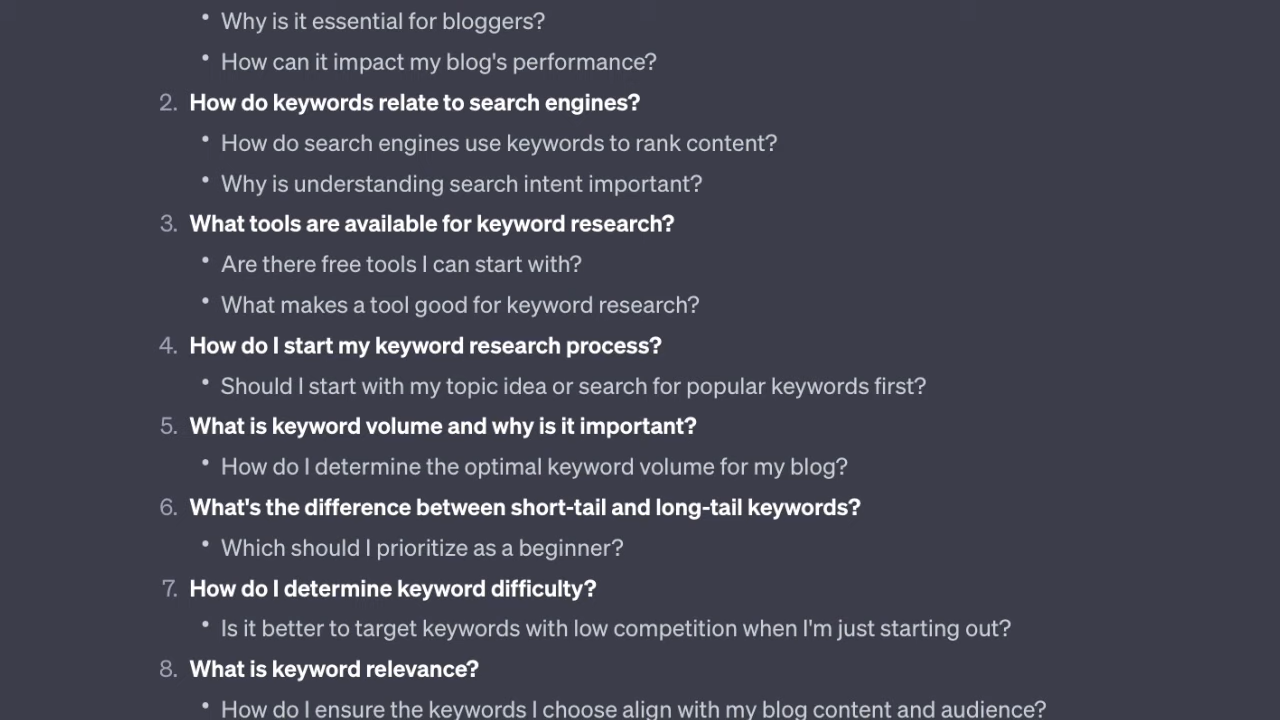 • Why is it essential for bloggers?
• How can it impact my blog's performance?
2. How do keywords relate to search engines?
• How do search engines use keywords to rank content?
• Why is understanding search intent important?
3. What tools are available for keyword research?
• Are there free tools I can start with?
• What makes a tool good for keyword research?
4. How do I start my keyword research process?
• Should I start with my topic idea or search for popular keywords first?
5. What is keyword volume and why is it important?
• How do I determine the optimal keyword volume for my blog?
6. What's the difference between short-tail and long-tail keywords?
• Which should I prioritize as a beginner?
7. How do I determine keyword difficulty?
• Is it better to target keywords with low competition when I'm just starting out?
8. What is keyword relevance?
• How do I ensure the keywords I choose align with my blog content and audience?